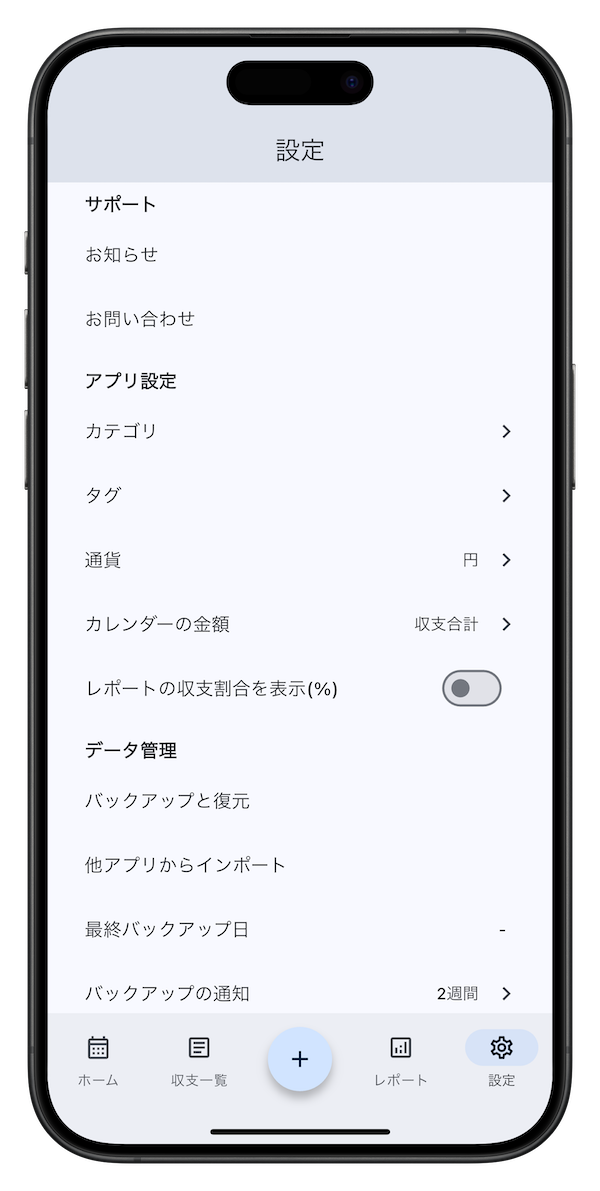 設定
サポート
お知らせ
お問い合わせ
アプリ設定
カテゴリ
タグ
通貨 円
カレンダーの金額 収支合計
レポートの収支割合を表示(%)
データ管理
バックアップと復元
他アプリからインポート
最終バックアップ日 -
バックアップの通知 2週間
ホーム 収支一覧 + レポート 設定